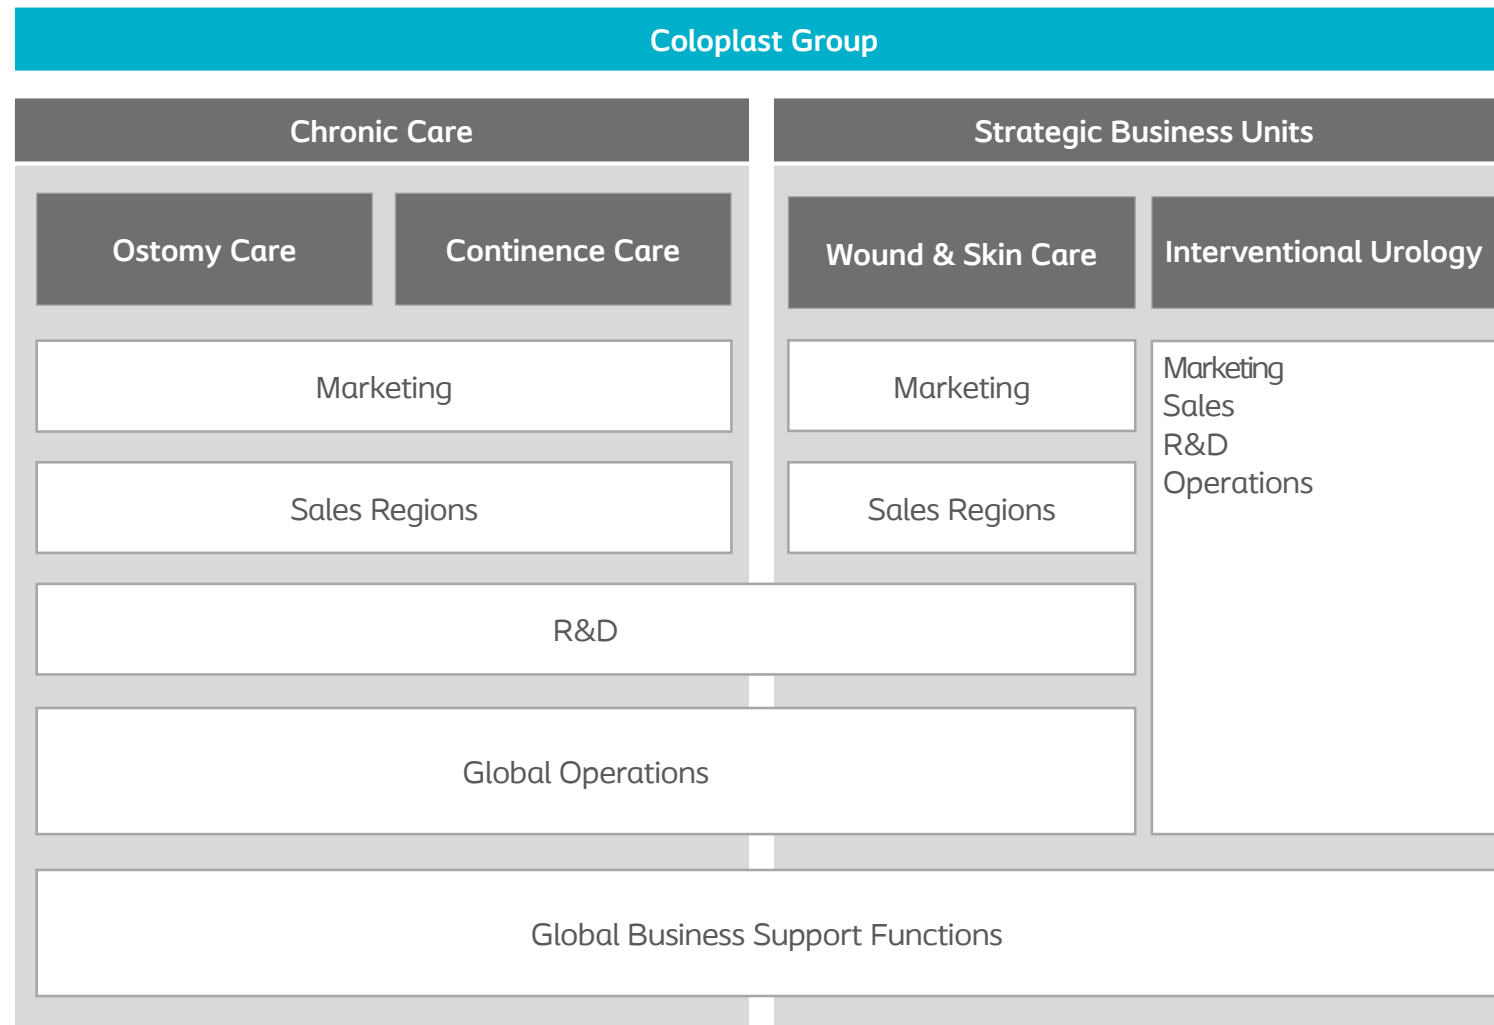 Coloplast Group
Chronic Care
Strategic Business Units
Ostomy Care
Continence Care
Wound & Skin Care
Interventional Urology
Marketing
Marketing
Marketing
Sales
R&D
Operations
Sales Regions
Sales Regions
R&D
Global Operations
Global Business Support Functions